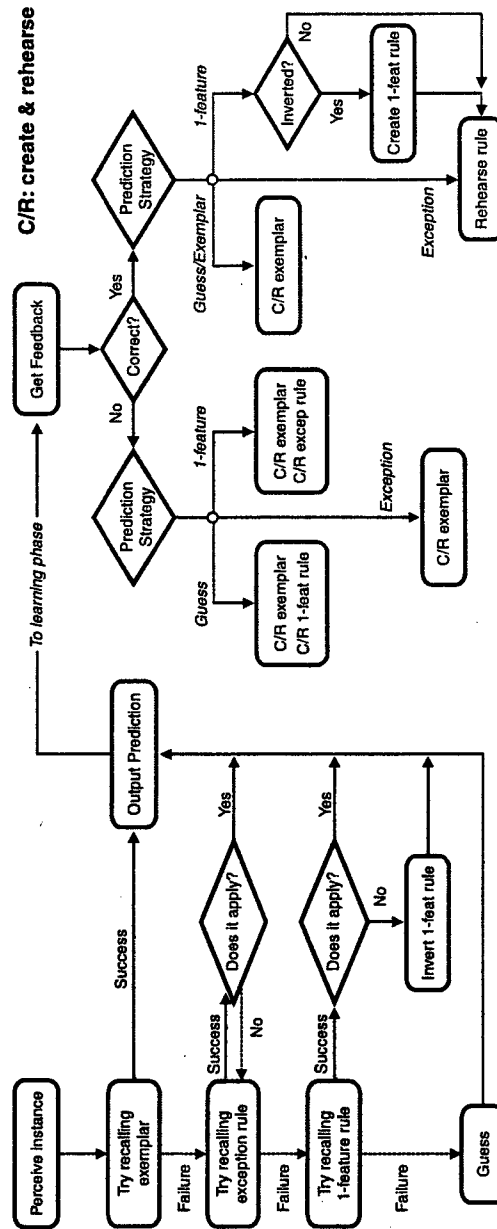 C/R: create & rehearse
Perceive Instance
Try recalling
exemplar
Success
Failure
Try recalling
exception rule
Success
No
Does it apply?
Yes
Failure
Try recalling
1-feature rule
Success
Does it apply?
Yes
No
Invert 1-feat rule
Failure
Guess
Output Prediction
To learning phase
Get Feedback
Correct?
No
Yes
Prediction
Strategy
Guess
1-feature
C/R exemplar
C/R 1-feat rule
C/R exemplar
C/R excep rule
Exception
C/R exemplar
Prediction
Strategy
Guess/Exemplar
1-feature
C/R exemplar
Inverted?
No
Yes
Create 1-feat rule
Exception
Rehearse rule